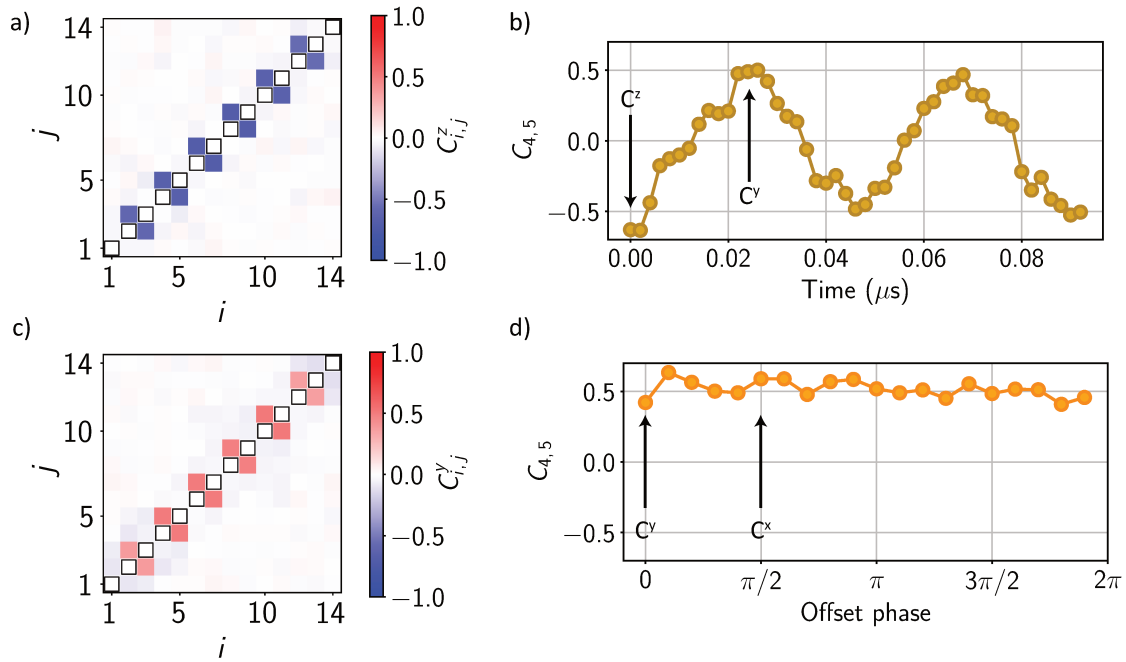 a)
14
10
j
5
1
1 5 10 14
i
1.0
0.5
0.0
−0.5
−1.0
C^z_{i,j}
b)
0.5
0.0
−0.5
C_{4,5}
C^z
C^y
0.00 0.02 0.04 0.06 0.08
Time (μs)
c)
14
10
j
5
1
1 5 10 14
i
1.0
0.5
0.0
−0.5
−1.0
C^y_{i,j}
d)
0.5
0.0
−0.5
C_{4,5}
C^y C^x
0 π/2 π 3π/2 2π
Offset phase